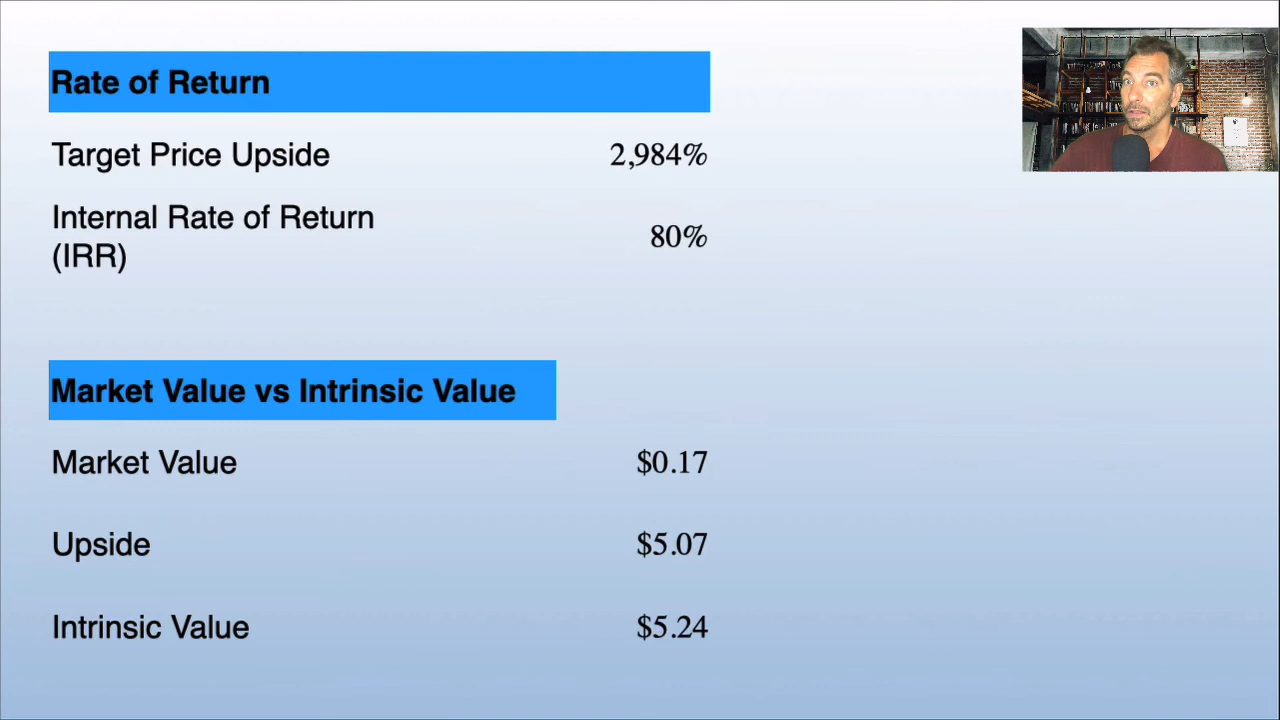 Rate of Return
Target Price Upside 2,984%
Internal Rate of Return
(IRR) 80%
Market Value vs Intrinsic Value
Market Value $0.17
Upside $5.07
Intrinsic Value $5.24